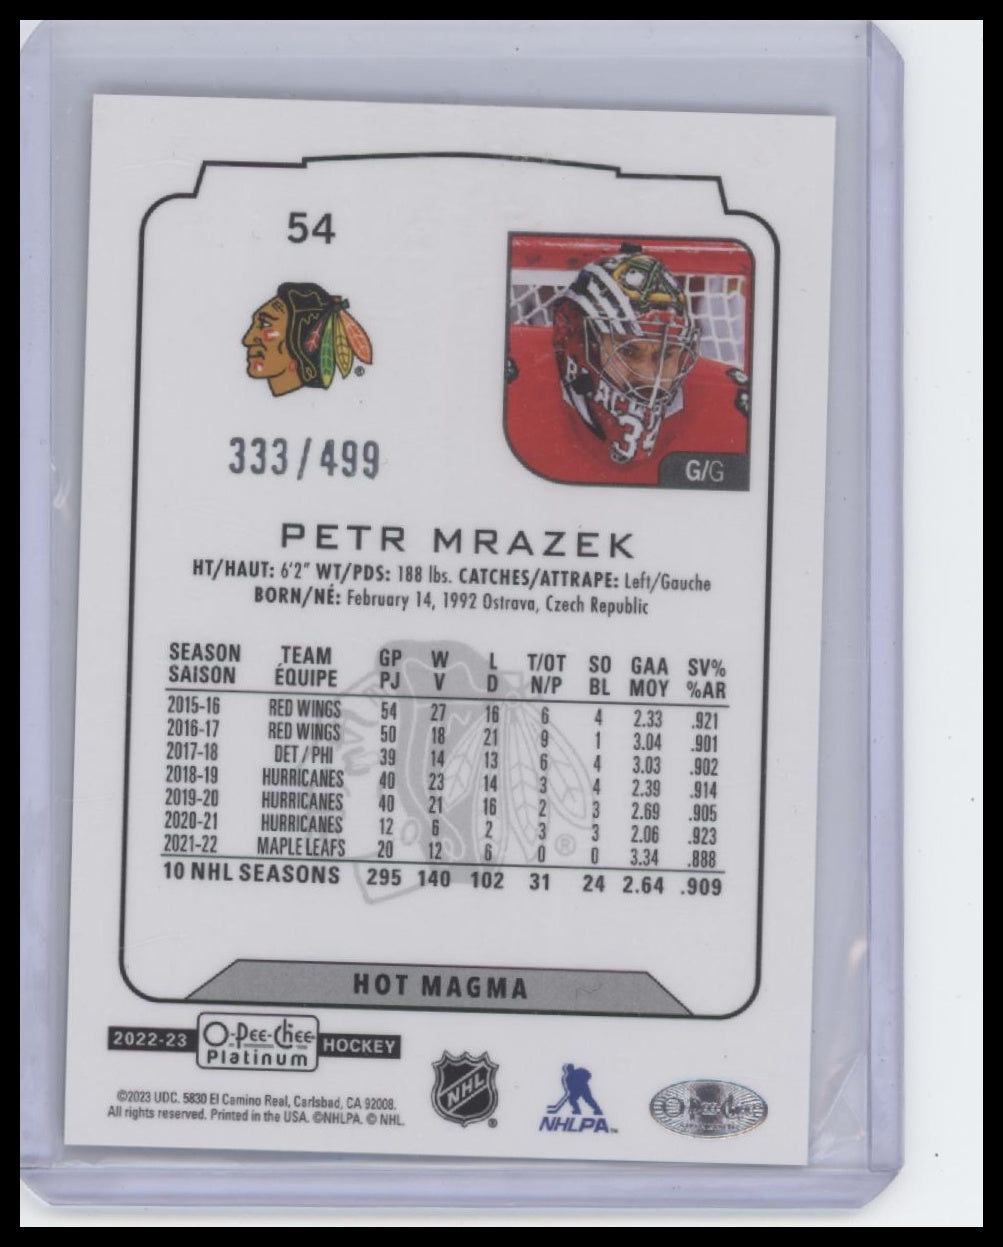 54
333/499
G/G
PETR MRAZEK
HT/HAUT: 6'2" WT/PDS: 188 lbs. CATCHES/ATTRAPE: Left/Gauche
BORN/NÉ: February 14, 1992 Ostrava, Czech Republic
SEASON TEAM GP W L T/OT SO GAA SV%
SAISON ÉQUIPE PJ V D N/P BL MOY %AR
2015-16 RED WINGS 54 27 16 6 4 2.33 .921
2016-17 RED WINGS 50 18 21 9 1 3.04 .901
2017-18 DET/PHI 39 14 13 6 4 3.03 .902
2018-19 HURRICANES 40 23 14 3 4 2.39 .914
2019-20 HURRICANES 40 21 16 2 3 2.69 .905
2020-21 HURRICANES 12 6 2 3 3 2.06 .923
2021-22 MAPLE LEAFS 20 12 6 0 0 3.34 .888
10 NHL SEASONS 295 140 102 31 24 2.64 .909
HOT MAGMA
2022-23 O-Pee-Chee Platinum HOCKEY
©2023 UDC. 5830 El Camino Real, Carlsbad, CA 92008.
All rights reserved. Printed in the USA. ©NHLPA. © NHL.
NHL
NHLPA
O-Pee-Chee